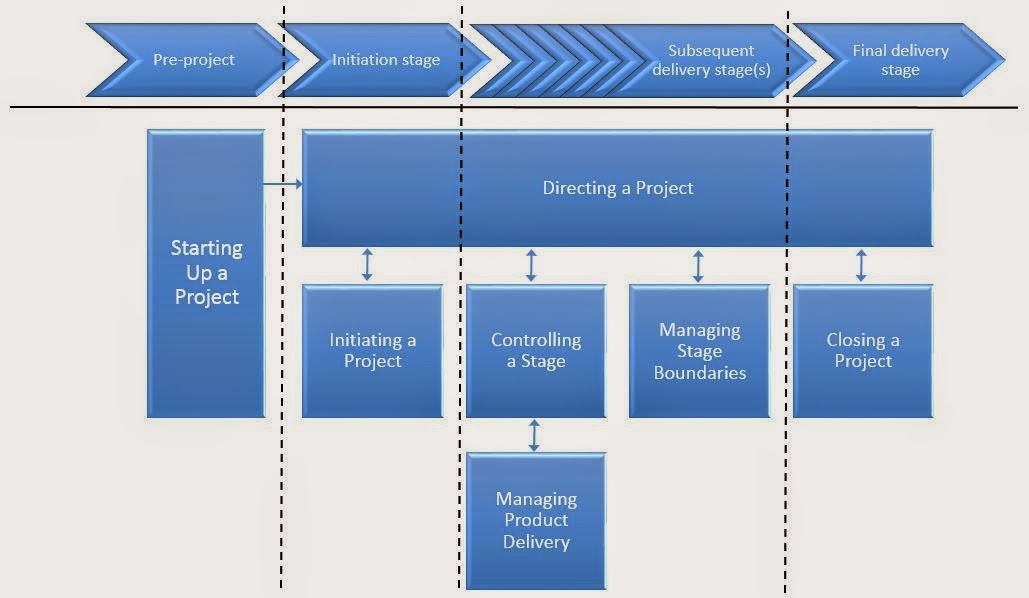 Pre-project
Initiation stage
Subsequent
delivery stage(s)
Final delivery
stage
Directing a Project
Starting
Up a
Project
Initiating a
Project
Controlling
a Stage
Managing
Stage
Boundaries
Closing a
Project
Managing
Product
Delivery